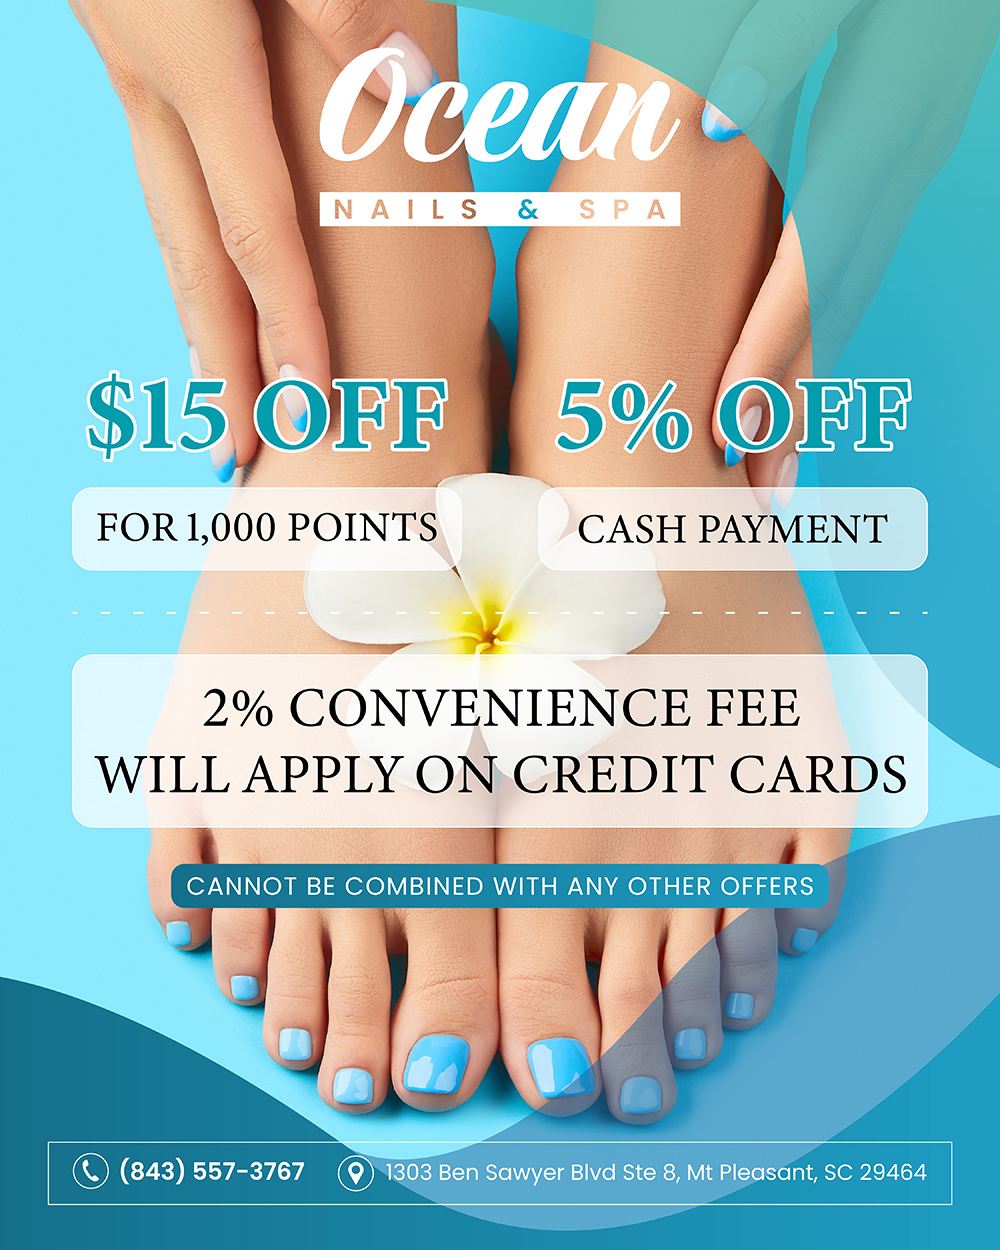 Ocean
NAILS & SPA
$15 OFF
FOR 1,000 POINTS
5% OFF
CASH PAYMENT
2% CONVENIENCE FEE
WILL APPLY ON CREDIT CARDS
CANNOT BE COMBINED WITH ANY OTHER OFFERS
(843) 557-3767
1303 Ben Sawyer Blvd Ste 8, Mt Pleasant, SC 29464